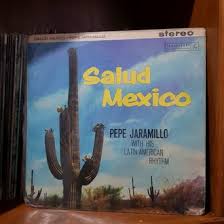 stereo
Salud
Mexico
PEPE JARAMILLO
WITH HIS
LATIN-AMERICAN
RHYTHM